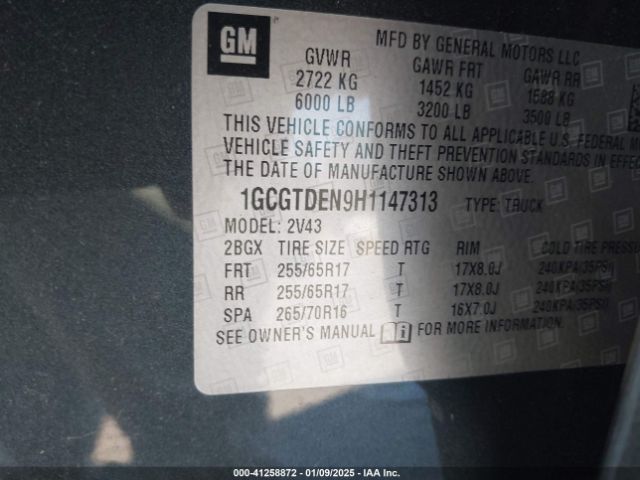 GM
MFD BY GENERAL MOTORS LLC
GVWR GAWR FRT GAWR RR
2722 KG 1452 KG 1588 KG
6000 LB 3200 LB 3500 LB
THIS VEHICLE CONFORMS TO ALL APPLICABLE U.S. FEDERAL
VEHICLE SAFETY AND THEFT PREVENTION STANDARDS IN EFFE
THE DATE OF MANUFACTURE SHOWN ABOVE.
1GCGTDEN9H1147313 TYPE: TRUCK
MODEL: 2V43
2BGX TIRE SIZE SPEED RTG RIM COLD TIRE PRESSU
FRT 255/65R17 T 17X8.0J 240KPA(35PSI)
RR 255/65R17 T 17X8.0J 240KPA(35PSI)
SPA 265/70R16 T 16X7.0J 240KPA(35PSI)
SEE OWNER'S MANUAL FOR MORE INFORMATION.
000-41258872 | 01/09/2025 - IAA Inc.